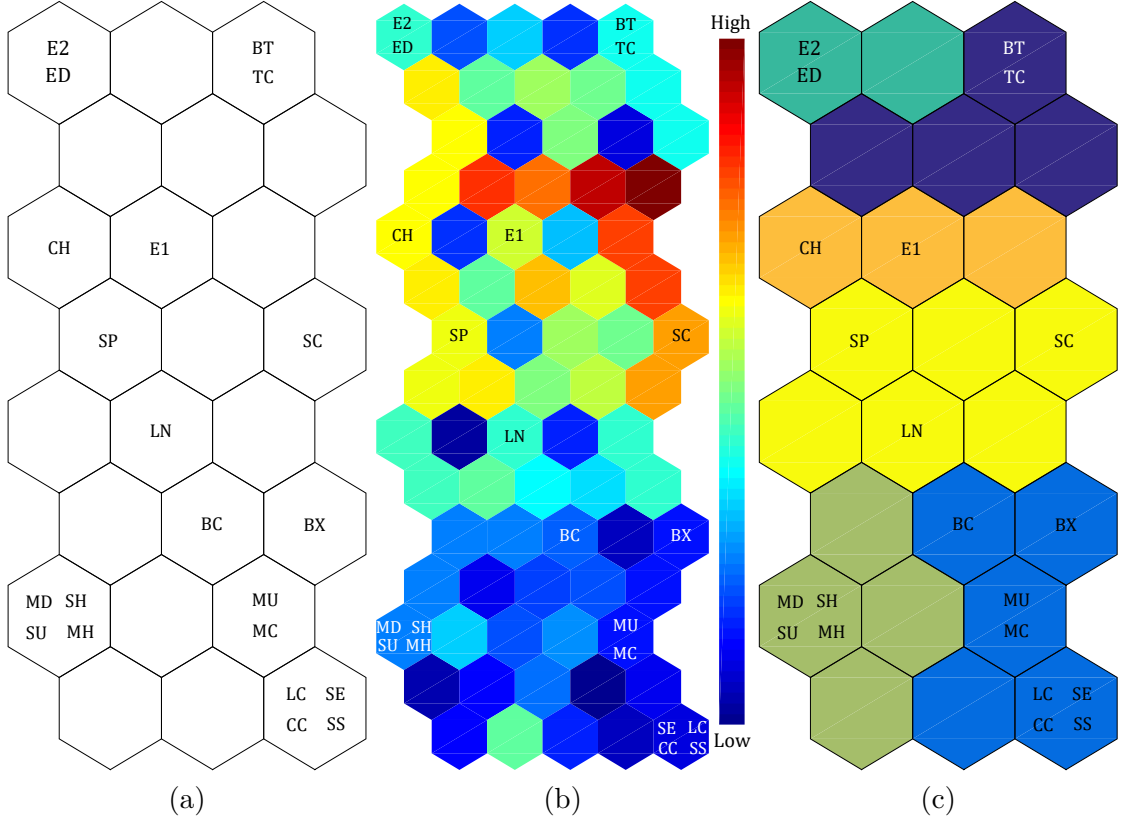 E2
ED
BT
TC
CH
E1
SP
SC
LN
BC
BX
MD SH
SU MH
MU
MC
LC SE
CC SS
(a)
E2
ED
BT
TC
CH
E1
SP
SC
LN
BC
BX
MD SH
SU MH
MU
MC
SE LC
CC SS
High
Low
(b)
E2
ED
BT
TC
CH
E1
SP
SC
LN
BC
BX
MD SH
SU MH
MU
MC
LC SE
CC SS
(c)